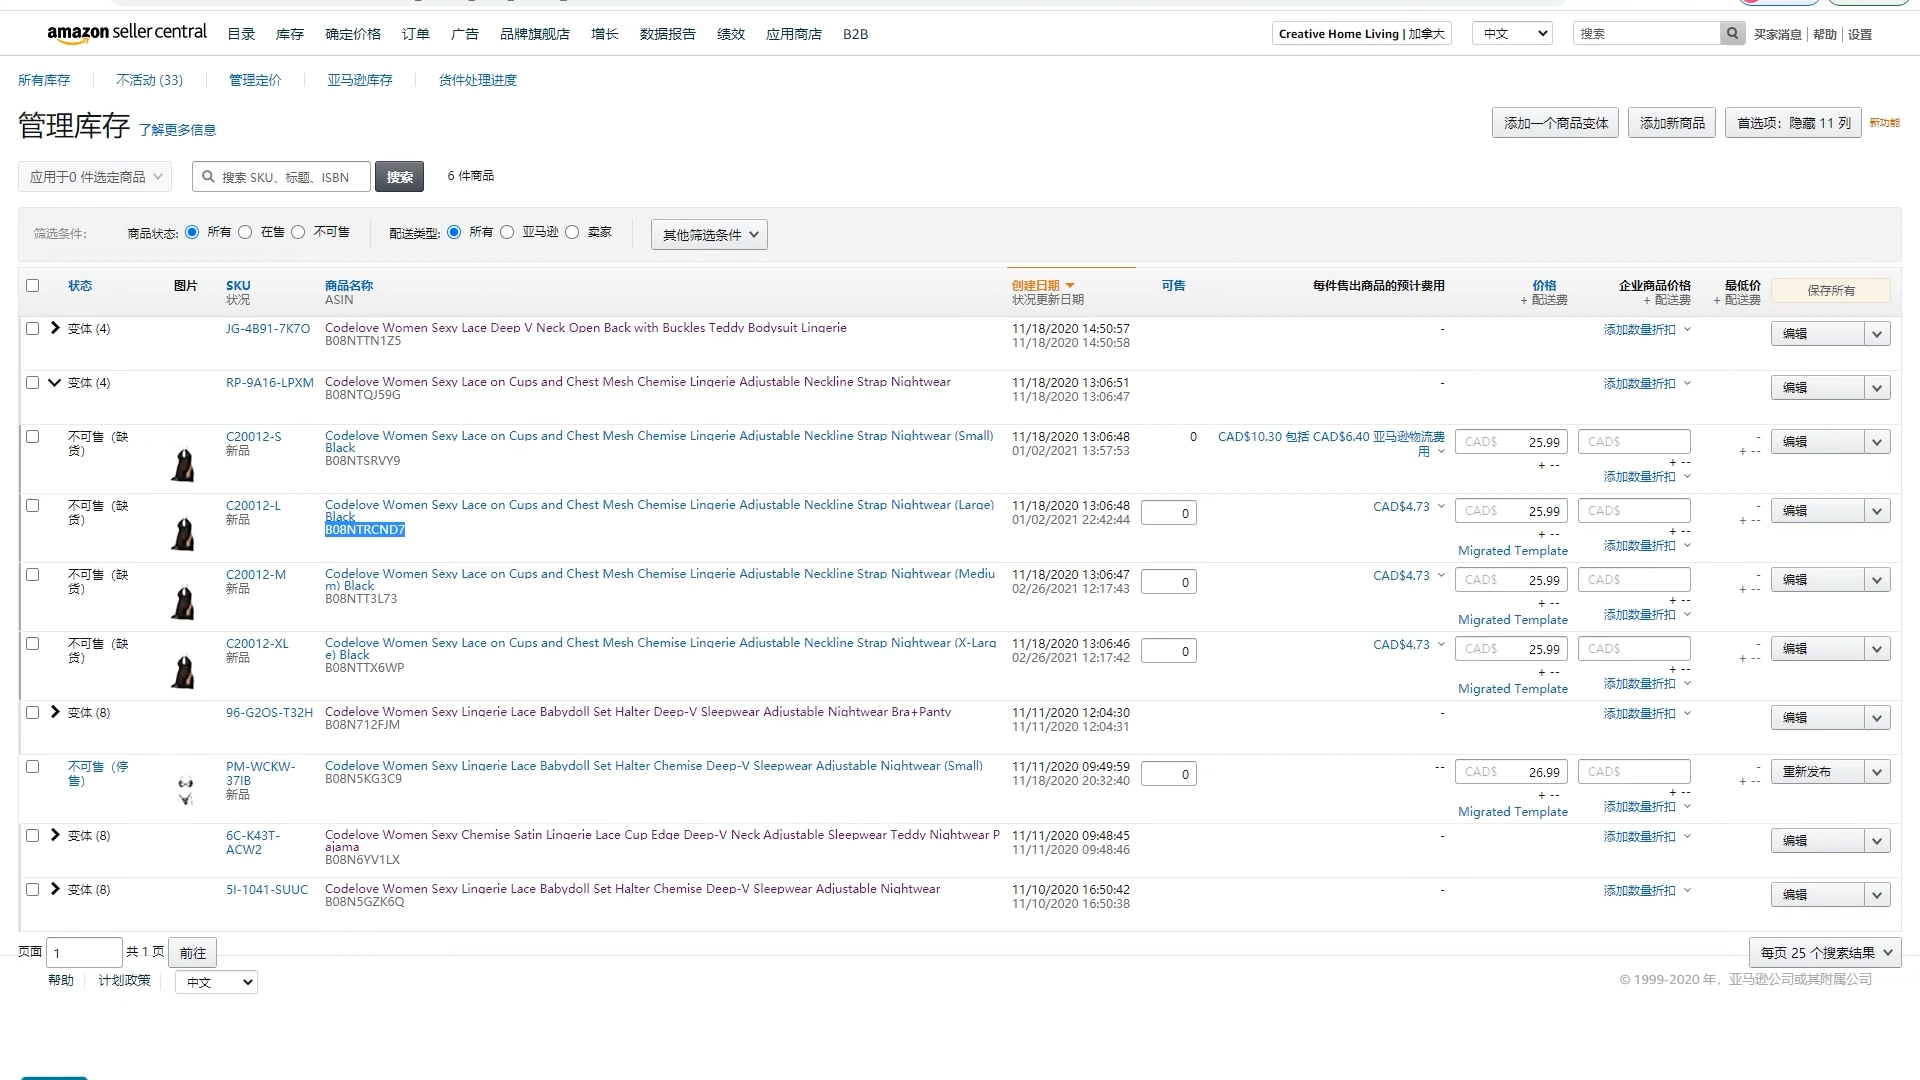 amazon seller central 目录 库存 确定价格 订单 广告 品牌旗舰店 增长 数据报告 绩效 应用商店 B2B Creative Home Living | 加拿大 中文 搜索 买家消息 | 帮助 | 设置
所有库存 不活动 (33) 管理定价 亚马逊库存 货件处理进度
管理库存 了解更多信息 添加一个商品变体 添加新商品 首选项：隐藏 11 列 新功能
应用于0 件选定商品 搜索 SKU、标题、ISBN 搜索 6 件商品
筛选条件: 商品状态: 所有 在售 不可售 配送类型: 所有 亚马逊 卖家 其他筛选条件
状态 图片 SKU 商品名称 创建日期 可售 每件售出商品的预计费用 价格 企业商品价格 最低价 保存所有
状况 ASIN 状况更新日期 + 配送费 + 配送费 + 配送费
变体 (4) JG-4B91-7K7O Codelove Women Sexy Lace Deep V Neck Open Back with Buckles Teddy Bodysuit Lingerie 11/18/2020 14:50:57 - 添加数量折扣 编辑
B08NTTN1Z5 11/18/2020 14:50:58
变体 (4) RP-9A16-LPXM Codelove Women Sexy Lace on Cups and Chest Mesh Chemise Lingerie Adjustable Neckline Strap Nightwear 11/18/2020 13:06:51 - 添加数量折扣 编辑
B08NTQJ59G 11/18/2020 13:06:47
不可售（缺 C20012-S Codelove Women Sexy Lace on Cups and Chest Mesh Chemise Lingerie Adjustable Neckline Strap Nightwear (Small) 11/18/2020 13:06:48 0 CAD$10.30 包括 CAD$6.40 亚马逊物流费 CAD$ 25.99 CAD$ - 编辑
货） 新品 Black 01/02/2021 13:57:53 用 + --
B08NTSRVY9 + -- + --
添加数量折扣
不可售（缺 C20012-L Codelove Women Sexy Lace on Cups and Chest Mesh Chemise Lingerie Adjustable Neckline Strap Nightwear (Large) 11/18/2020 13:06:48 0 CAD$4.73 CAD$ 25.99 CAD$ - 编辑
货） 新品 Black 01/02/2021 22:42:44 + --
B08NTRCND7 + -- + --
Migrated Template 添加数量折扣
不可售（缺 C20012-M Codelove Women Sexy Lace on Cups and Chest Mesh Chemise Lingerie Adjustable Neckline Strap Nightwear (Mediu 11/18/2020 13:06:47 0 CAD$4.73 CAD$ 25.99 CAD$ - 编辑
货） 新品 m) Black 02/26/2021 12:17:43 + --
B08NTT3L73 + -- + --
Migrated Template 添加数量折扣
不可售（缺 C20012-XL Codelove Women Sexy Lace on Cups and Chest Mesh Chemise Lingerie Adjustable Neckline Strap Nightwear (X-Larg 11/18/2020 13:06:46 0 CAD$4.73 CAD$ 25.99 CAD$ - 编辑
货） 新品 e) Black 02/26/2021 12:17:42 + --
B08NTTX6WP + -- + --
Migrated Template 添加数量折扣
变体 (8) 96-G2OS-T32H Codelove Women Sexy Lingerie Lace Babydoll Set Halter Deep-V Sleepwear Adjustable Nightwear Bra+Panty 11/11/2020 12:04:30 - 添加数量折扣 编辑
B08N712FJM 11/11/2020 12:04:31
不可售（停 PM-WCKW- Codelove Women Sexy Lingerie Lace Babydoll Set Halter Chemise Deep-V Sleepwear Adjustable Nightwear (Small) 11/11/2020 09:49:59 0 -- CAD$ 26.99 CAD$ - 重新发布
售） 37IB B08N5KG3C9 11/18/2020 20:32:40 + --
新品 + -- + --
Migrated Template 添加数量折扣
变体 (8) 6C-K43T- Codelove Women Sexy Chemise Satin Lingerie Lace Cup Edge Deep-V Neck Adjustable Sleepwear Teddy Nightwear P 11/11/2020 09:48:45 - 添加数量折扣 编辑
ACW2 ajama 11/11/2020 09:48:46
B08N6YV1LX
变体 (8) 5I-1041-SUUC Codelove Women Sexy Lingerie Lace Babydoll Set Halter Chemise Deep-V Sleepwear Adjustable Nightwear 11/10/2020 16:50:42 - 添加数量折扣 编辑
B08N5GZK6Q 11/10/2020 16:50:38
页面 1 共 1 页 前往 每页 25 个搜索结果
帮助 计划政策 中文 © 1999-2020 年，亚马逊公司或其附属公司